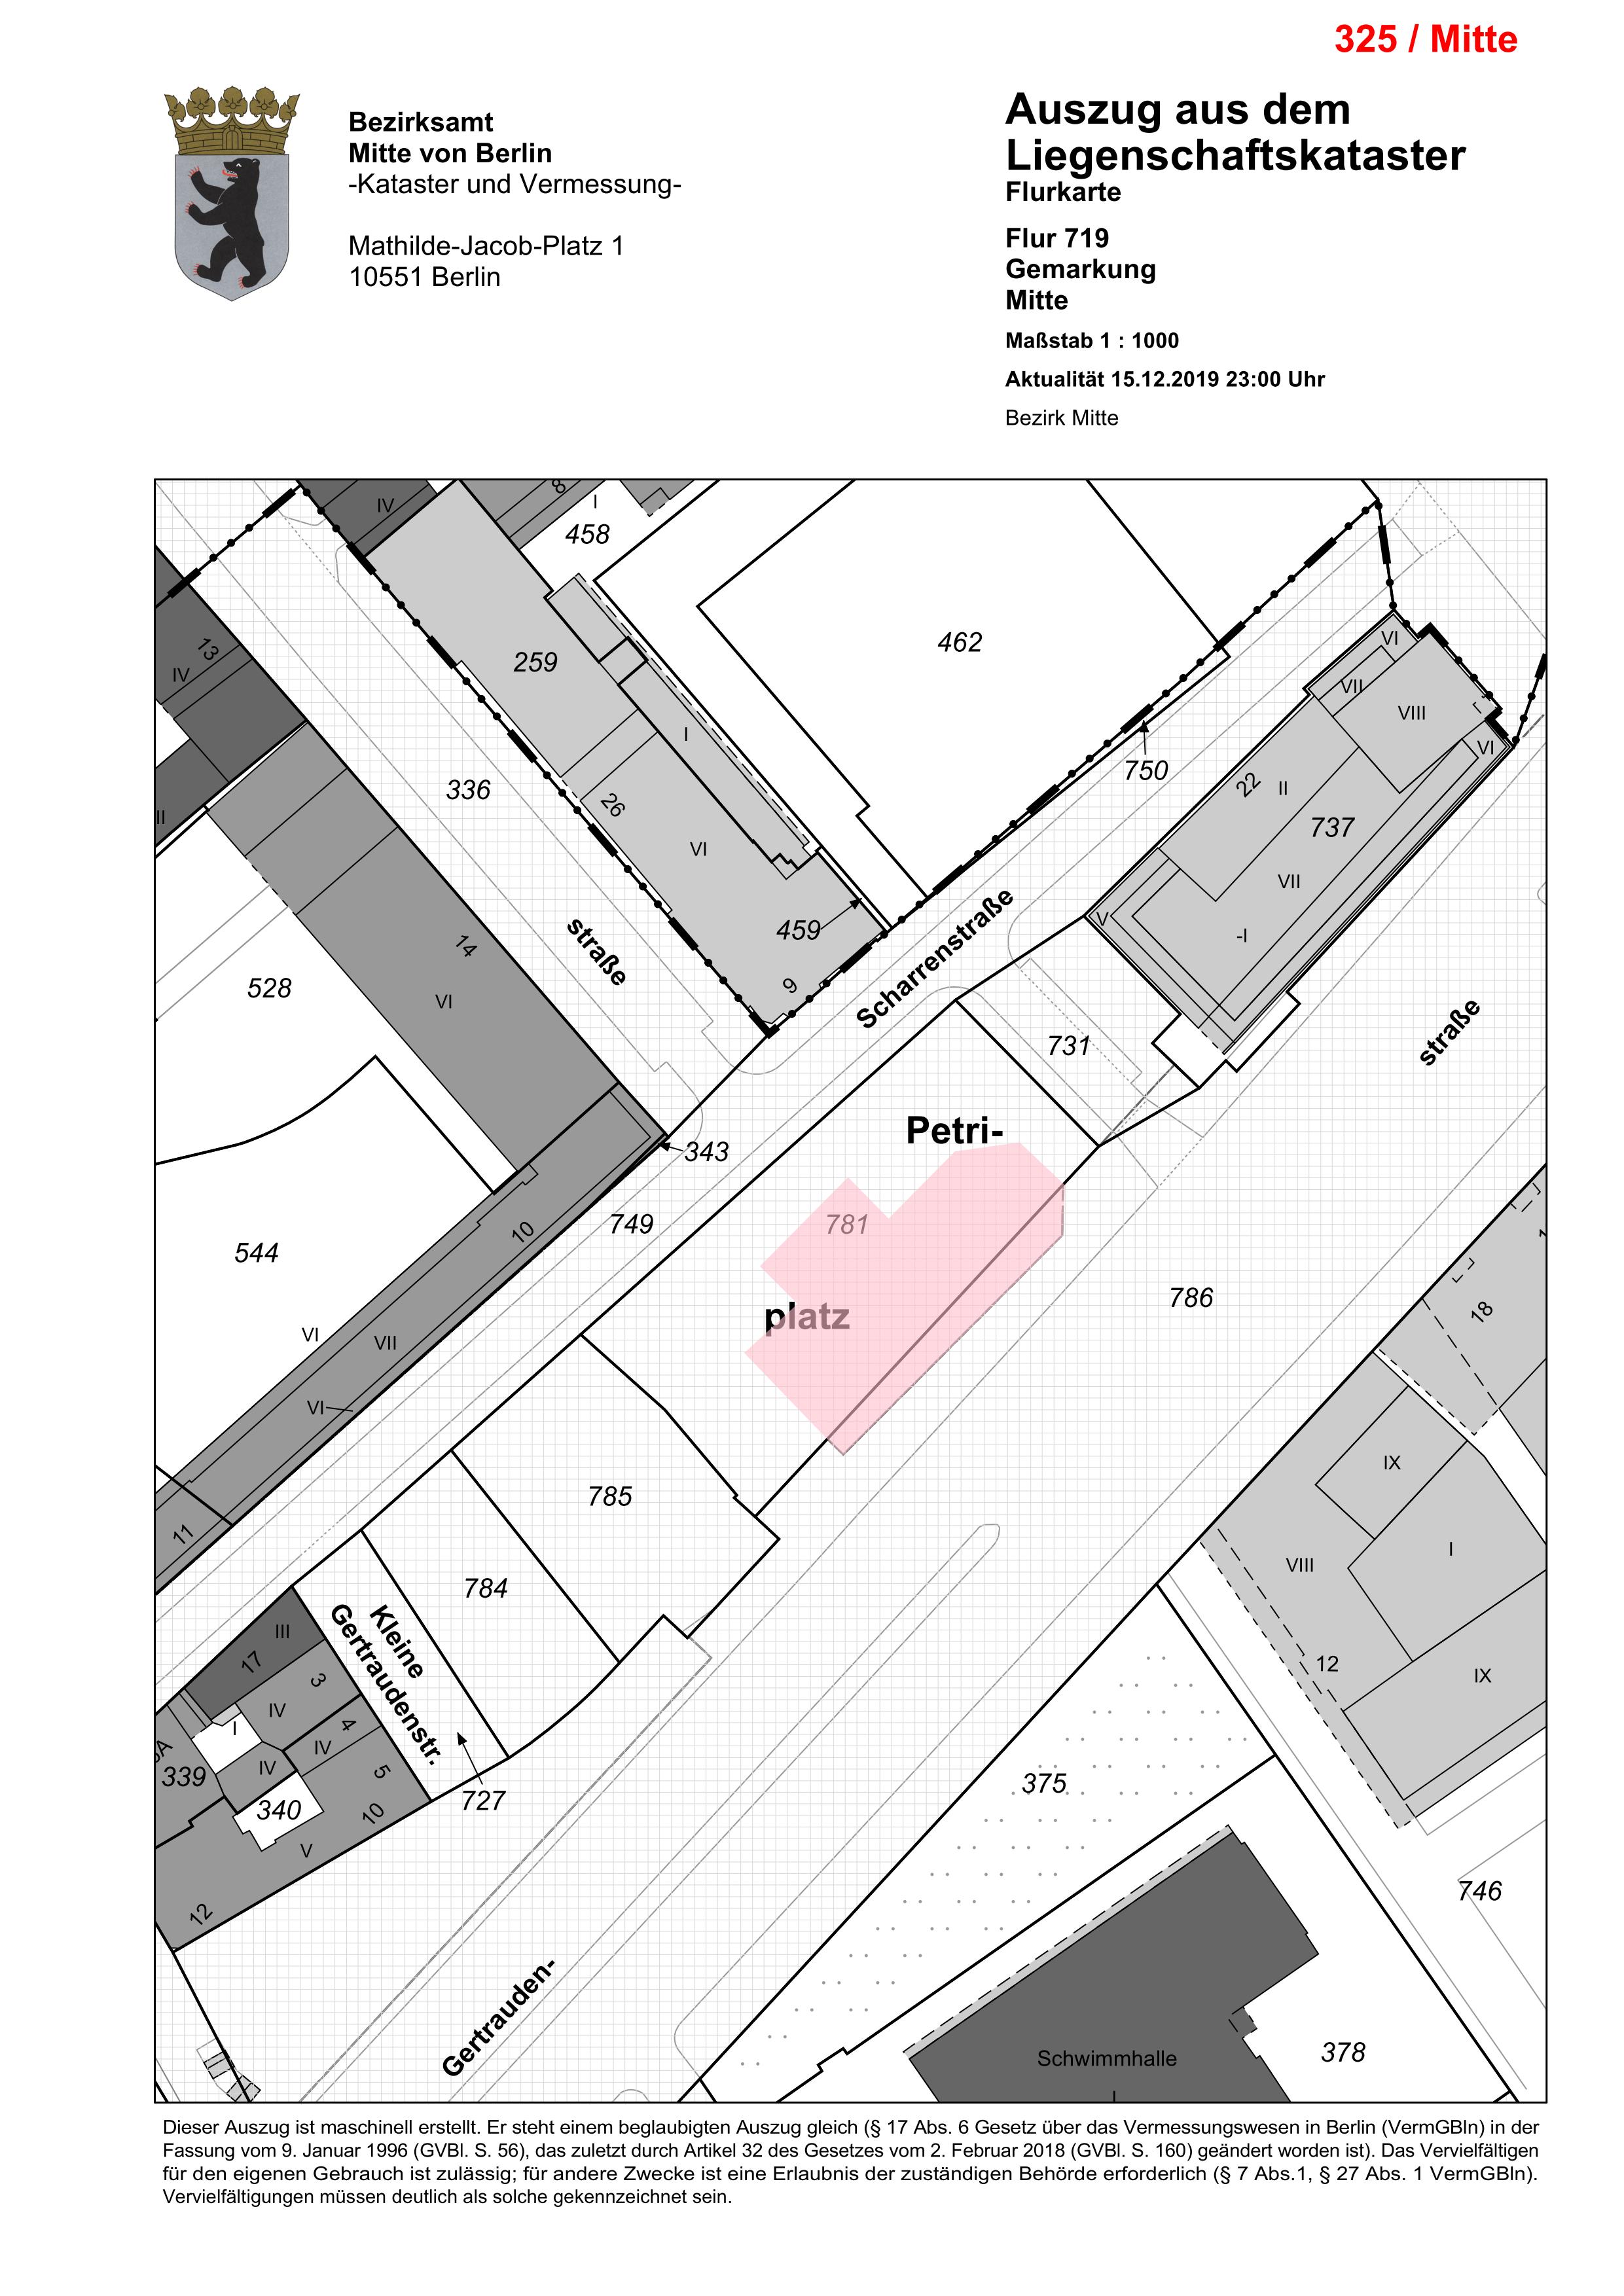 325 / Mitte
Bezirksamt
Mitte von Berlin
-Kataster und Vermessung-
Mathilde-Jacob-Platz 1
10551 Berlin
Auszug aus dem
Liegenschaftskataster
Flurkarte
Flur 719
Gemarkung
Mitte
Maßstab 1 : 1000
Aktualität 15.12.2019 23:00 Uhr
Bezirk Mitte
IV
8
I
458
462
13
IV
259
VI
VII
VIII
VI
I
750
336
26
22
II
737
II
VI
VII
14
459
V
-I
straße
528
VI
9
Scharrenstraße
731
straße
Petri-
343
781
749
10
544
786
platz
18
VI
VII
VI
IX
785
11
I
VIII
784
Kleine
Gertraudenstr.
III
17
3
12
IX
IV
I
4
IV
IV
339
5
375
727
340
10
V
746
12
Gertrauden-
378
Schwimmhalle
I
Dieser Auszug ist maschinell erstellt. Er steht einem beglaubigten Auszug gleich (§ 17 Abs. 6 Gesetz über das Vermessungswesen in Berlin (VermGBln) in der
Fassung vom 9. Januar 1996 (GVBl. S. 56), das zuletzt durch Artikel 32 des Gesetzes vom 2. Februar 2018 (GVBl. S. 160) geändert worden ist). Das Vervielfältigen
für den eigenen Gebrauch ist zulässig; für andere Zwecke ist eine Erlaubnis der zuständigen Behörde erforderlich (§ 7 Abs.1, § 27 Abs. 1 VermGBln).
Vervielfältigungen müssen deutlich als solche gekennzeichnet sein.